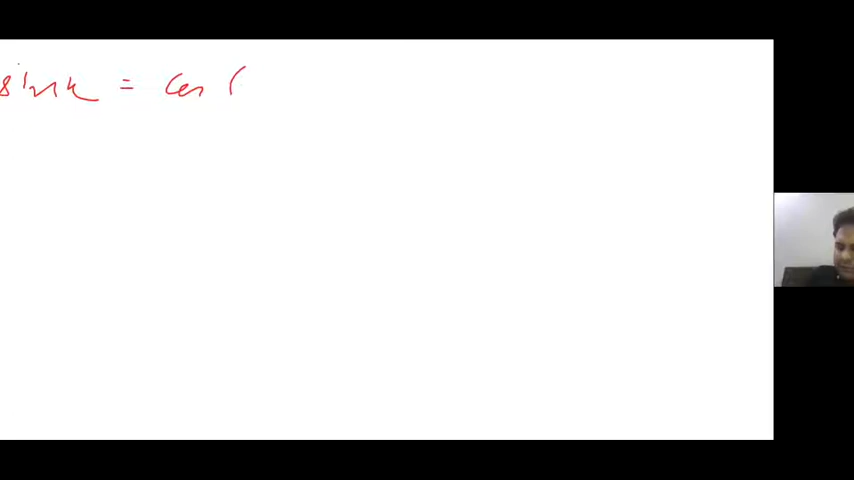 sinx = cos (